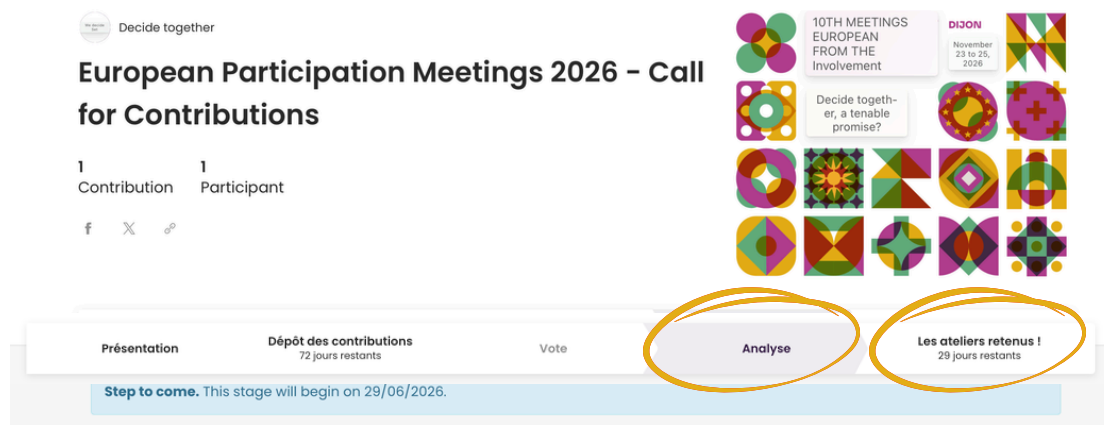 Decide together
European Participation Meetings 2026 - Call
for Contributions
1
Contribution
1
Participant
10TH MEETINGS
EUROPEAN
FROM THE
Involvement
DIJON
November
23 to 25,
2026
Decide togeth-
er, a tenable
promise?
Présentation
Dépôt des contributions
72 jours restants
Vote
Analyse
Les ateliers retenus !
29 jours restants
Step to come. This stage will begin on 29/06/2026.